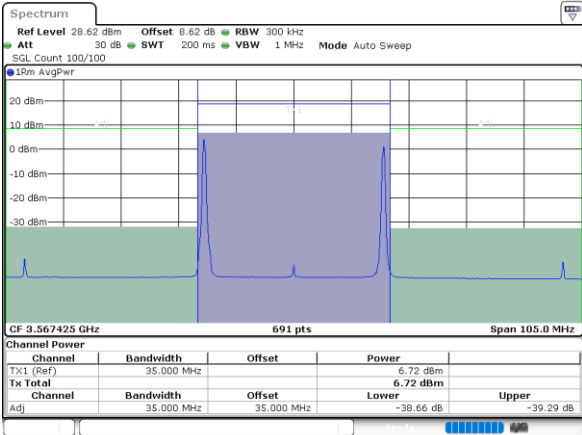 Spectrum
Ref Level 28.62 dBm Offset 8.62 dB RBW 300 kHz
Att 30 dB SWT 200 ms VBW 1 MHz Mode Auto Sweep
SGL Count 100/100
1Rm AvgPwr
20 dBm
TX1
10 dBm Adj Adj
0 dBm
-10 dBm
-20 dBm
-30 dBm
CF 3.567425 GHz 691 pts Span 105.0 MHz
Channel Power
Channel Bandwidth Offset Power
TX1 (Ref) 35.000 MHz 6.72 dBm
Tx Total 6.72 dBm
Channel Bandwidth Offset Lower Upper
Adj 35.000 MHz 35.000 MHz -38.66 dB -39.29 dB
Ready